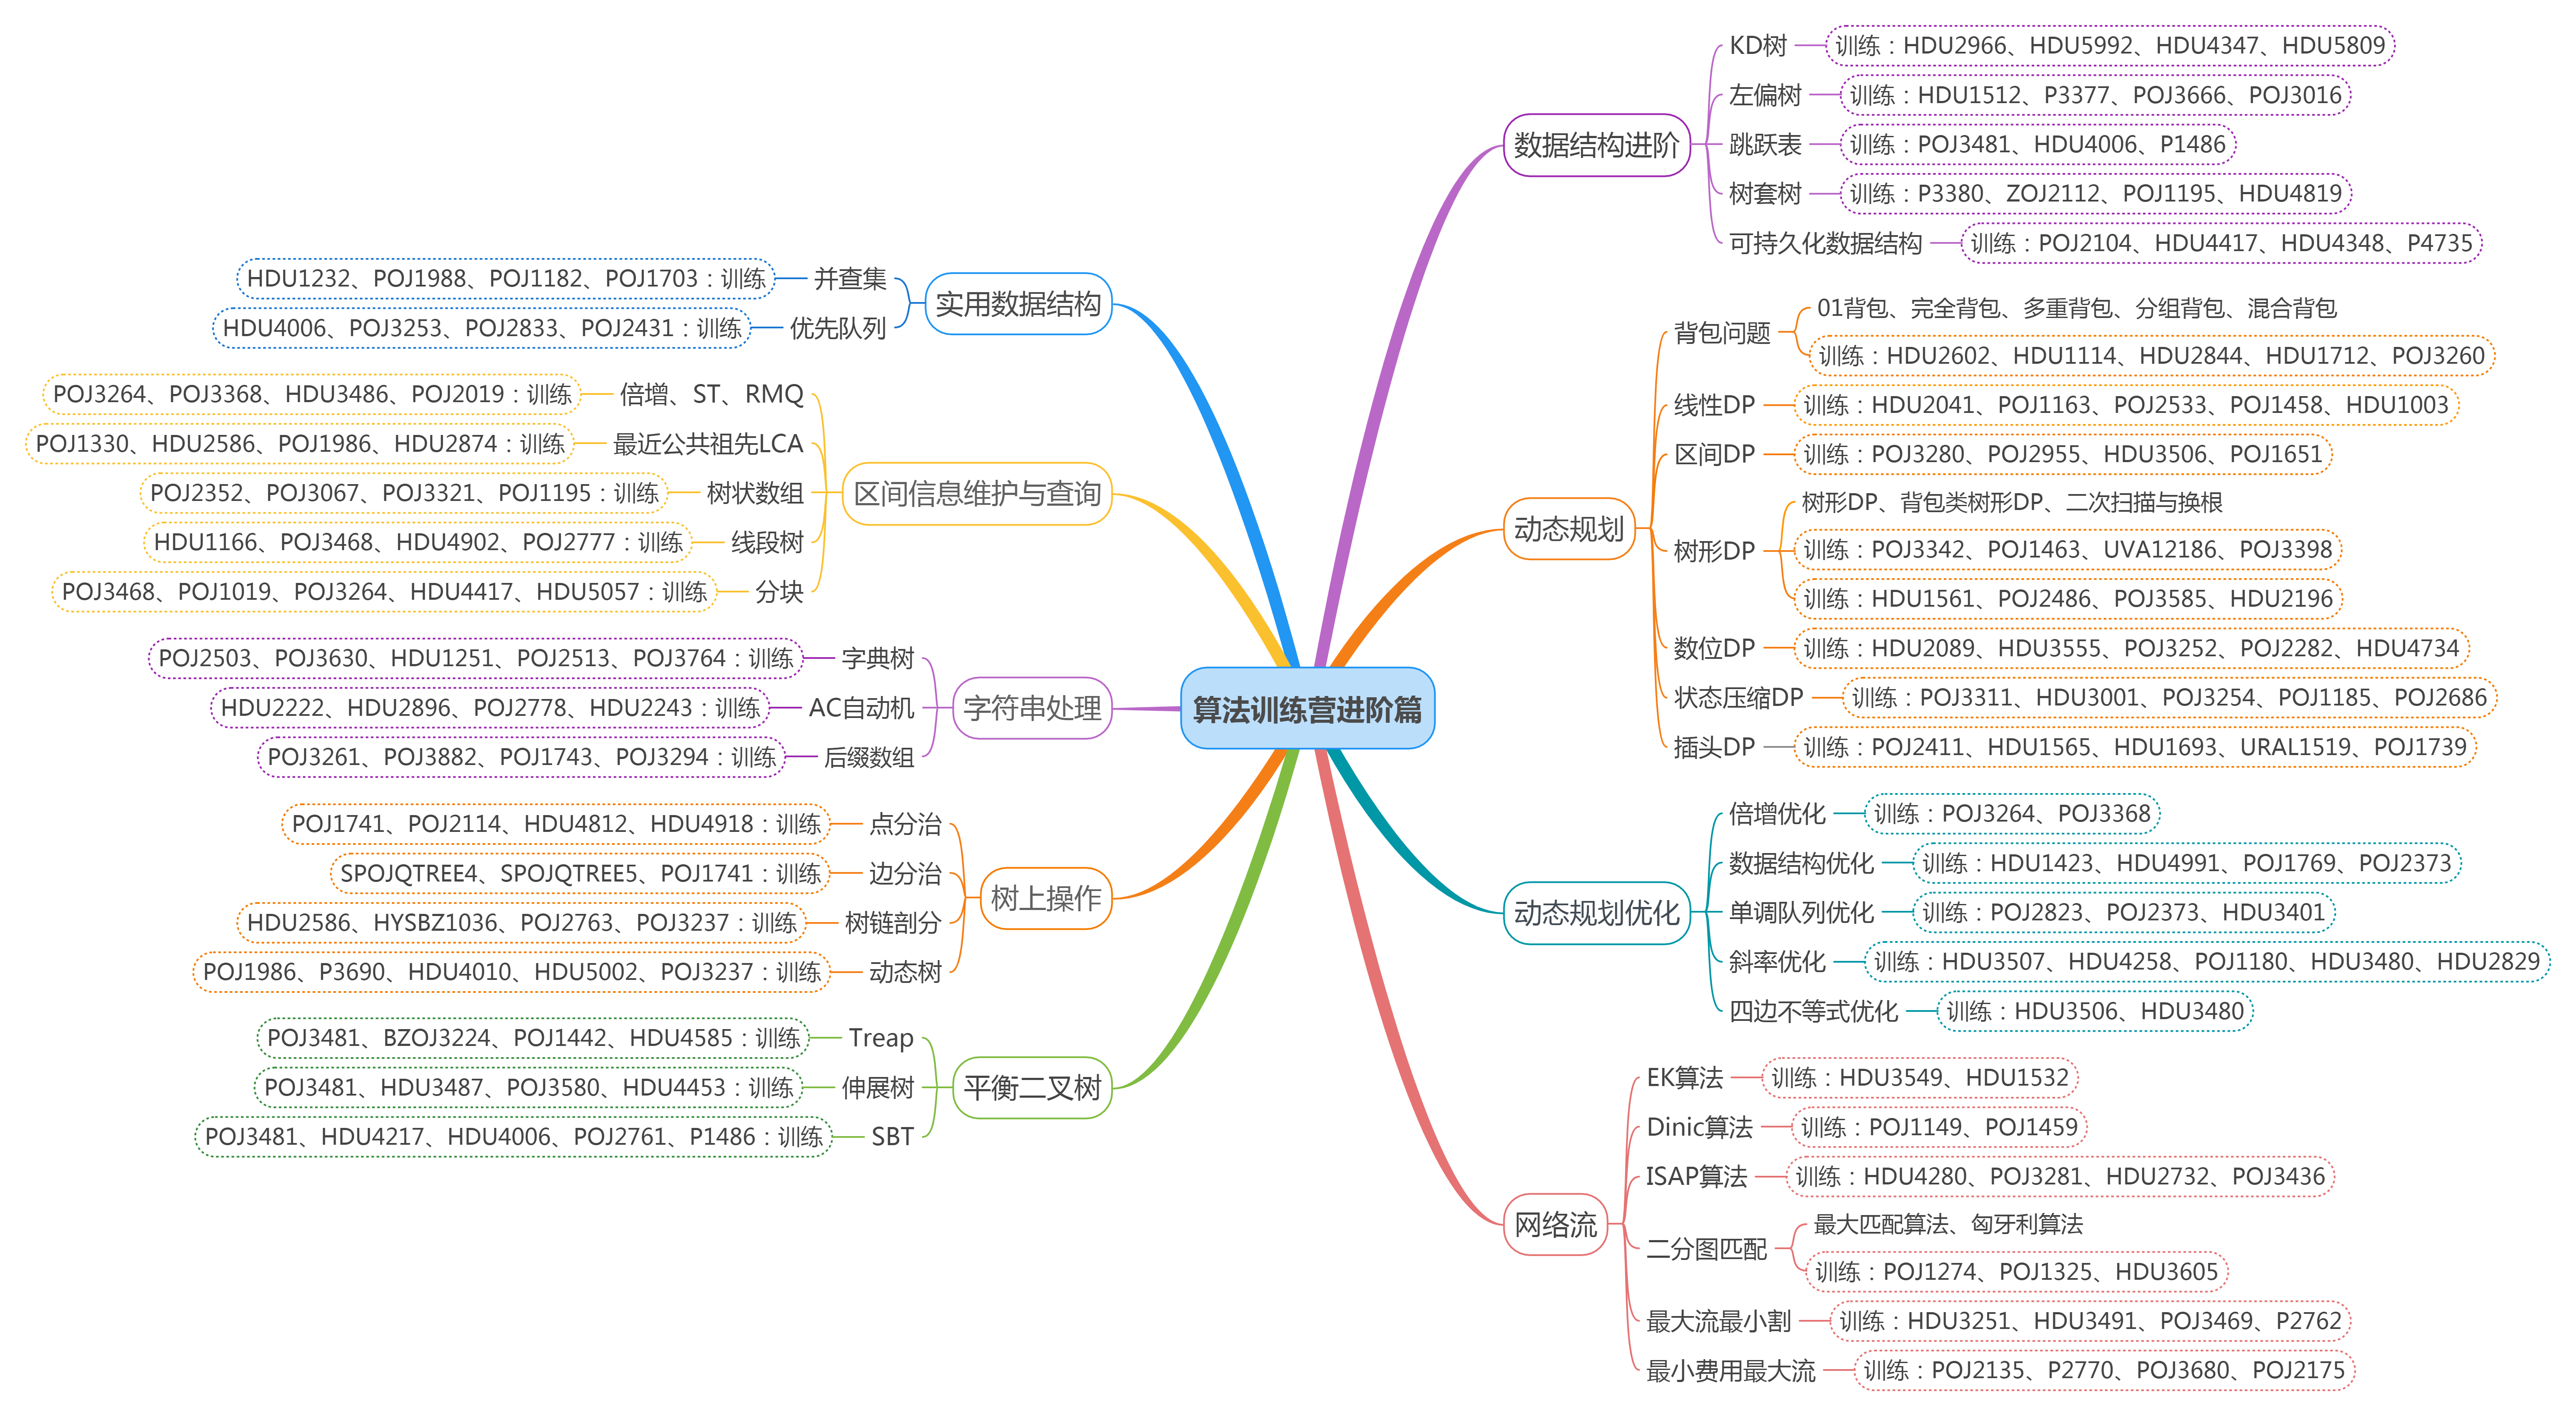 算法训练营进阶篇
实用数据结构
并查集
HDU1232、POJ1988、POJ1182、POJ1703：训练
优先队列
HDU4006、POJ3253、POJ2833、POJ2431：训练
区间信息维护与查询
倍增、ST、RMQ
POJ3264、POJ3368、HDU3486、POJ2019：训练
最近公共祖先LCA
POJ1330、HDU2586、POJ1986、HDU2874：训练
树状数组
POJ2352、POJ3067、POJ3321、POJ1195：训练
线段树
HDU1166、POJ3468、HDU4902、POJ2777：训练
分块
POJ3468、POJ1019、POJ3264、HDU4417、HDU5057：训练
字符串处理
字典树
POJ2503、POJ3630、HDU1251、POJ2513、POJ3764：训练
AC自动机
HDU2222、HDU2896、POJ2778、HDU2243：训练
后缀数组
POJ3261、POJ3882、POJ1743、POJ3294：训练
树上操作
点分治
POJ1741、POJ2114、HDU4812、HDU4918：训练
边分治
SPOJQTREE4、SPOJQTREE5、POJ1741：训练
树链剖分
HDU2586、HYSBZ1036、POJ2763、POJ3237：训练
动态树
POJ1986、P3690、HDU4010、HDU5002、POJ3237：训练
平衡二叉树
Treap
POJ3481、BZOJ3224、POJ1442、HDU4585：训练
伸展树
POJ3481、HDU3487、POJ3580、HDU4453：训练
SBT
POJ3481、HDU4217、HDU4006、POJ2761、P1486：训练
数据结构进阶
KD树
训练：HDU2966、HDU5992、HDU4347、HDU5809
左偏树
训练：HDU1512、P3377、POJ3666、POJ3016
跳跃表
训练：POJ3481、HDU4006、P1486
树套树
训练：P3380、ZOJ2112、POJ1195、HDU4819
可持久化数据结构
训练：POJ2104、HDU4417、HDU4348、P4735
动态规划
背包问题
01背包、完全背包、多重背包、分组背包、混合背包
训练：HDU2602、HDU1114、HDU2844、HDU1712、POJ3260
线性DP
训练：HDU2041、POJ1163、POJ2533、POJ1458、HDU1003
区间DP
训练：POJ3280、POJ2955、HDU3506、POJ1651
树形DP
树形DP、背包类树形DP、二次扫描与换根
训练：POJ3342、POJ1463、UVA12186、POJ3398
训练：HDU1561、POJ2486、POJ3585、HDU2196
数位DP
训练：HDU2089、HDU3555、POJ3252、POJ2282、HDU4734
状态压缩DP
训练：POJ3311、HDU3001、POJ3254、POJ1185、POJ2686
插头DP
训练：POJ2411、HDU1565、HDU1693、URAL1519、POJ1739
动态规划优化
倍增优化
训练：POJ3264、POJ3368
数据结构优化
训练：HDU1423、HDU4991、POJ1769、POJ2373
单调队列优化
训练：POJ2823、POJ2373、HDU3401
斜率优化
训练：HDU3507、HDU4258、POJ1180、HDU3480、HDU2829
四边不等式优化
训练：HDU3506、HDU3480
网络流
EK算法
训练：HDU3549、HDU1532
Dinic算法
训练：POJ1149、POJ1459
ISAP算法
训练：HDU4280、POJ3281、HDU2732、POJ3436
二分图匹配
最大匹配算法、匈牙利算法
训练：POJ1274、POJ1325、HDU3605
最大流最小割
训练：HDU3251、HDU3491、POJ3469、P2762
最小费用最大流
训练：POJ2135、P2770、POJ3680、POJ2175